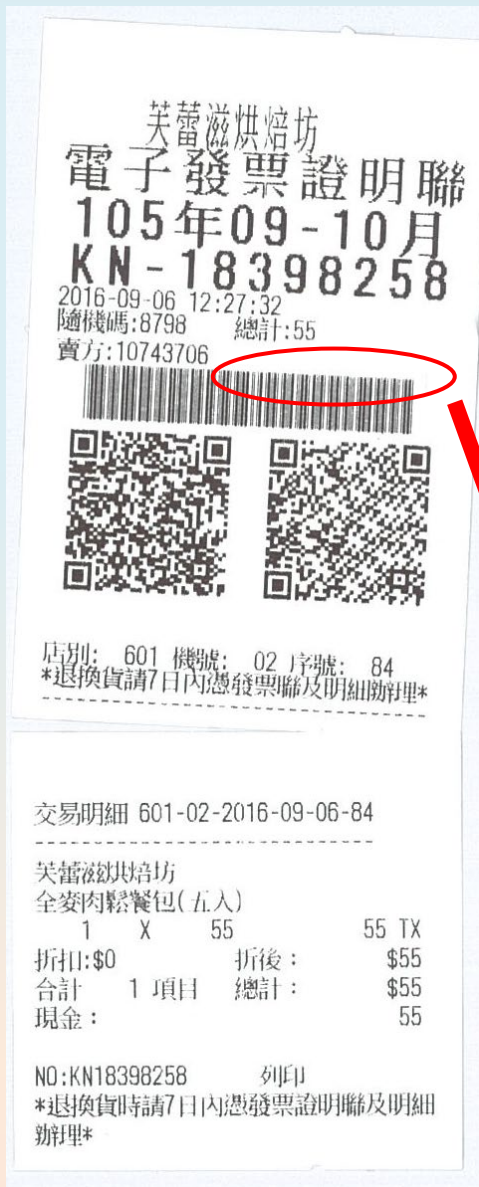 芙蕾滋烘焙坊
電子發票證明聯
105年09-10月
KN-18398258
2016-09-06 12:27:32
隨機碼:8798 總計:55
賣方:10743706
店別: 601 機號: 02 序號: 84
*退換貨請7日內憑發票聯及明細辦理*
交易明細 601-02-2016-09-06-84
芙蕾滋烘焙坊
全麥肉鬆餐包(五入)
1 X 55 55 TX
折扣:$0 折後: $55
合計 1 項目 總計: $55
現金: 55
NO:KN18398258 列印
*退換貨時請7日內憑發票證明聯及明細
辦理*